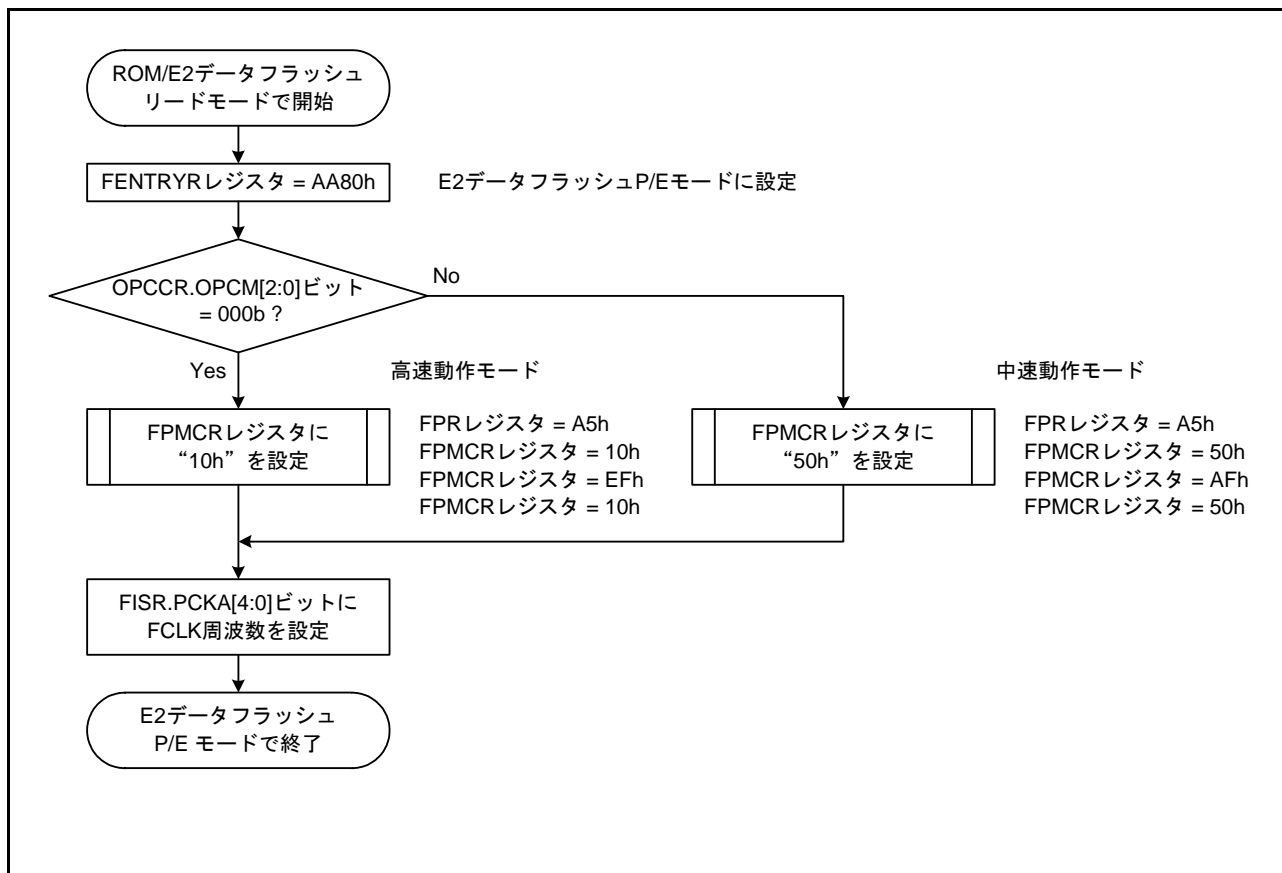 ROM/E2データフラッシュ
リードモードで開始
FENTRYRレジスタ = AA80h
E2データフラッシュP/Eモードに設定
OPCCR.OPCM[2:0]ビット
= 000b ?
No
Yes
高速動作モード
中速動作モード
FPMCRレジスタに
“10h”を設定
FPRレジスタ = A5h
FPMCRレジスタ = 10h
FPMCRレジスタ = EFh
FPMCRレジスタ = 10h
FPMCRレジスタに
“50h”を設定
FPRレジスタ = A5h
FPMCRレジスタ = 50h
FPMCRレジスタ = AFh
FPMCRレジスタ = 50h
FISR.PCKA[4:0]ビットに
FCLK周波数を設定
E2データフラッシュ
P/E モードで終了